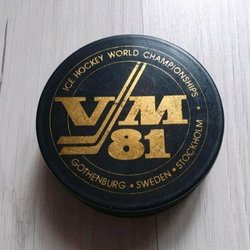 ICE HOCKEY WORLD CHAMPIONSHIPS
VM
81
GOTHENBURG • SWEDEN • STOCKHOLM